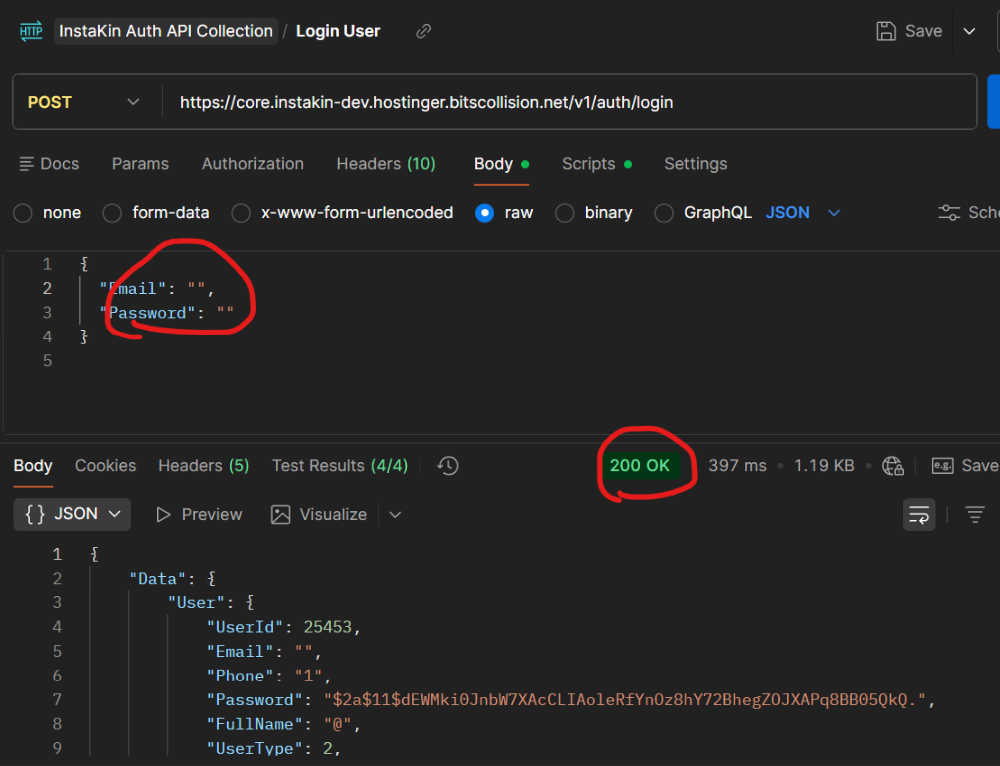 HTTP InstaKin Auth API Collection / Login User Save
POST https://core.instakin-dev.hostinger.bitscollision.net/v1/auth/login
Docs Params Authorization Headers (10) Body Scripts Settings
none form-data x-www-form-urlencoded raw binary GraphQL JSON Sche
1 {
2 "Email": "",
3 "Password": ""
4 }
5
Body Cookies Headers (5) Test Results (4/4) 200 OK 397 ms • 1.19 KB • e.g. Save
{} JSON Preview Visualize
1 {
2 "Data": {
3 "User": {
4 "UserId": 25453,
5 "Email": "",
6 "Phone": "1",
7 "Password": "$2a$11$dEWMki0JnbW7XAcCLIAoleRfYnOz8hY72BhegZOJXAPq8BB05QkQ.",
8 "FullName": "@",
9 "UserType": 2,